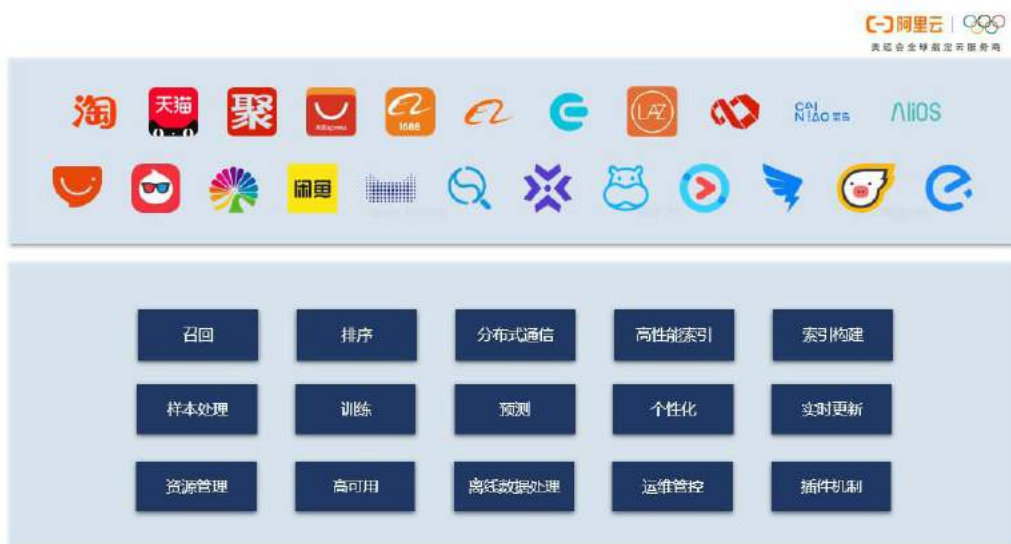 阿里云
奥运会全球指定云服务商
淘 天猫 聚 AliExpress 1688 LAZ CAI NIAO 菜鸟 AliOS
闲鱼
召回 排序 分布式通信 高性能索引 索引构建
样本处理 训练 预测 个性化 实时更新
资源管理 高可用 离线数据处理 运维管控 插件机制